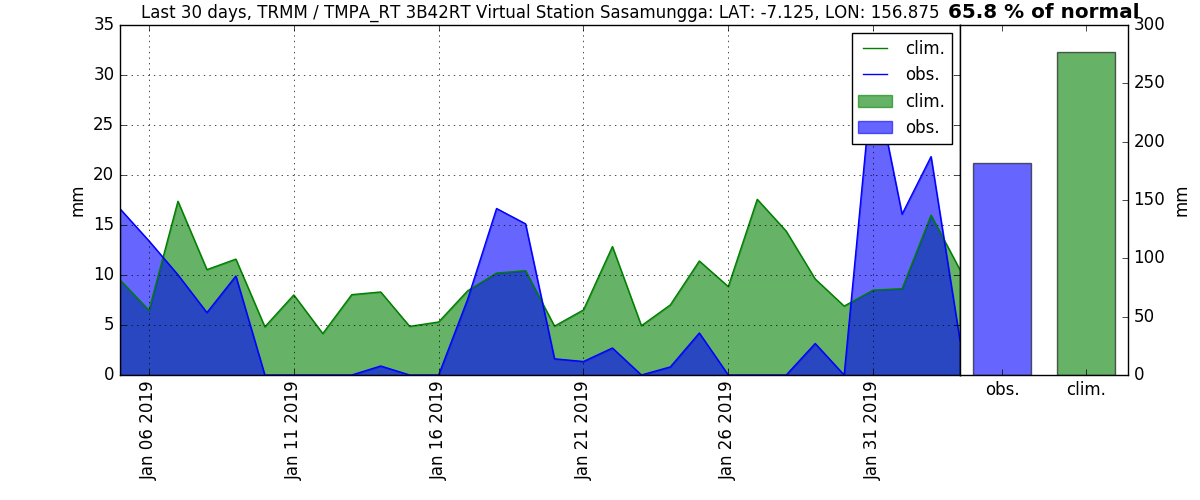 Last 30 days, TRMM / TMPA_RT 3B42RT Virtual Station Sasamungga: LAT: -7.125, LON: 156.875
65.8 % of normal
35
30
25
20
15
10
5
0
mm
clim.
obs.
clim.
obs.
Jan 06 2019
Jan 11 2019
Jan 16 2019
Jan 21 2019
Jan 26 2019
Jan 31 2019
300
250
200
150
100
50
0
mm
obs.
clim.